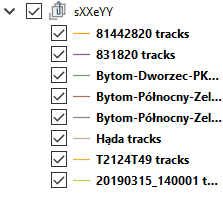 sXXeYY
81442820 tracks
831820 tracks
Bytom-Dworzec-PK...
Bytom-Północny-Zel...
Bytom-Północny-Zel...
Hąda tracks
T2124T49 tracks
20190315_140001 t...